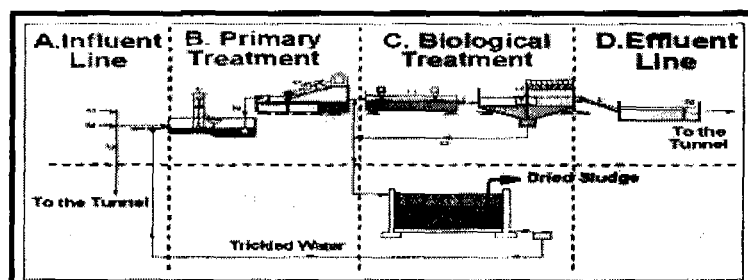 A.Influent Line
B. Primary Treatment
C. Biological Treatment
D.Effluent Line
To the Tunnel
Dried Sludge
To the Tunnel
Trickled Water